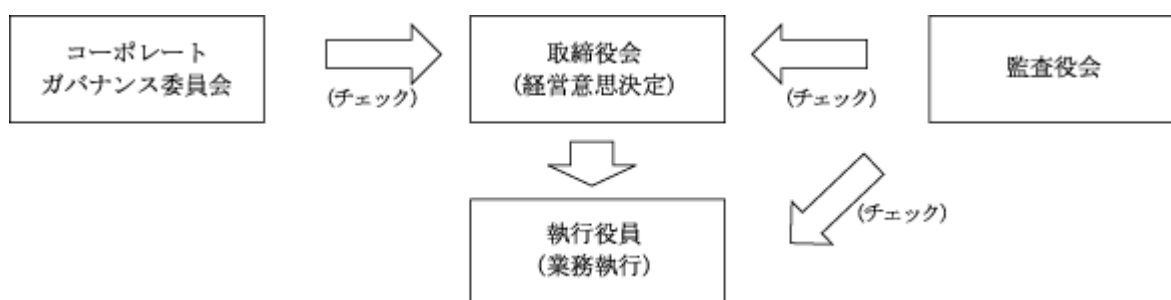 コーポレート
ガバナンス委員会
(チェック)
取締役会
(経営意思決定)
(チェック)
監査役会
執行役員
(業務執行)
(チェック)